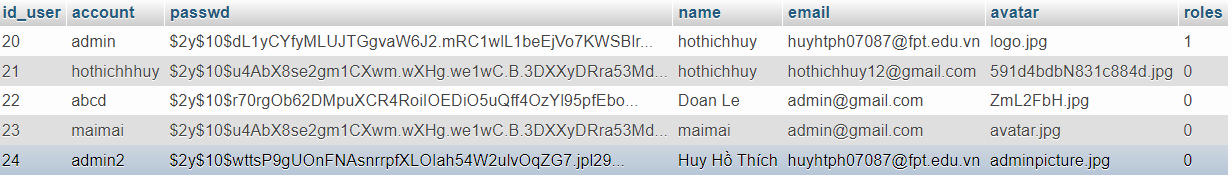 id_user account passwd name email avatar roles
20 admin $2y$10$dL1yCYfyMLUJTGgvaW6J2.mRC1wlL1beEjVo7KWSBlr... hothichhuy huyhtph07087@fpt.edu.vn logo.jpg 1
21 hothichhhuy $2y$10$u4AbX8se2gm1CXwm.wXHg.we1wC.B.3DXXyDRra53Md... hothichhuy hothichhuy12@gmail.com 591d4bdbN831c884d.jpg 0
22 abcd $2y$10$r70rgOb62DMpuXCR4RoiIOEDiO5uQff4OzYI95pfEbo... Doan Le admin@gmail.com ZmL2FbH.jpg 0
23 maimai $2y$10$u4AbX8se2gm1CXwm.wXHg.we1wC.B.3DXXyDRra53Md... maimai admin@gmail.com avatar.jpg 0
24 admin2 $2y$10$wttsP9gUOnFNAsnrrpfXLOIah54W2ulvOqZG7.jpl29... Huy Hồ Thích huyhtph07087@fpt.edu.vn adminpicture.jpg 0